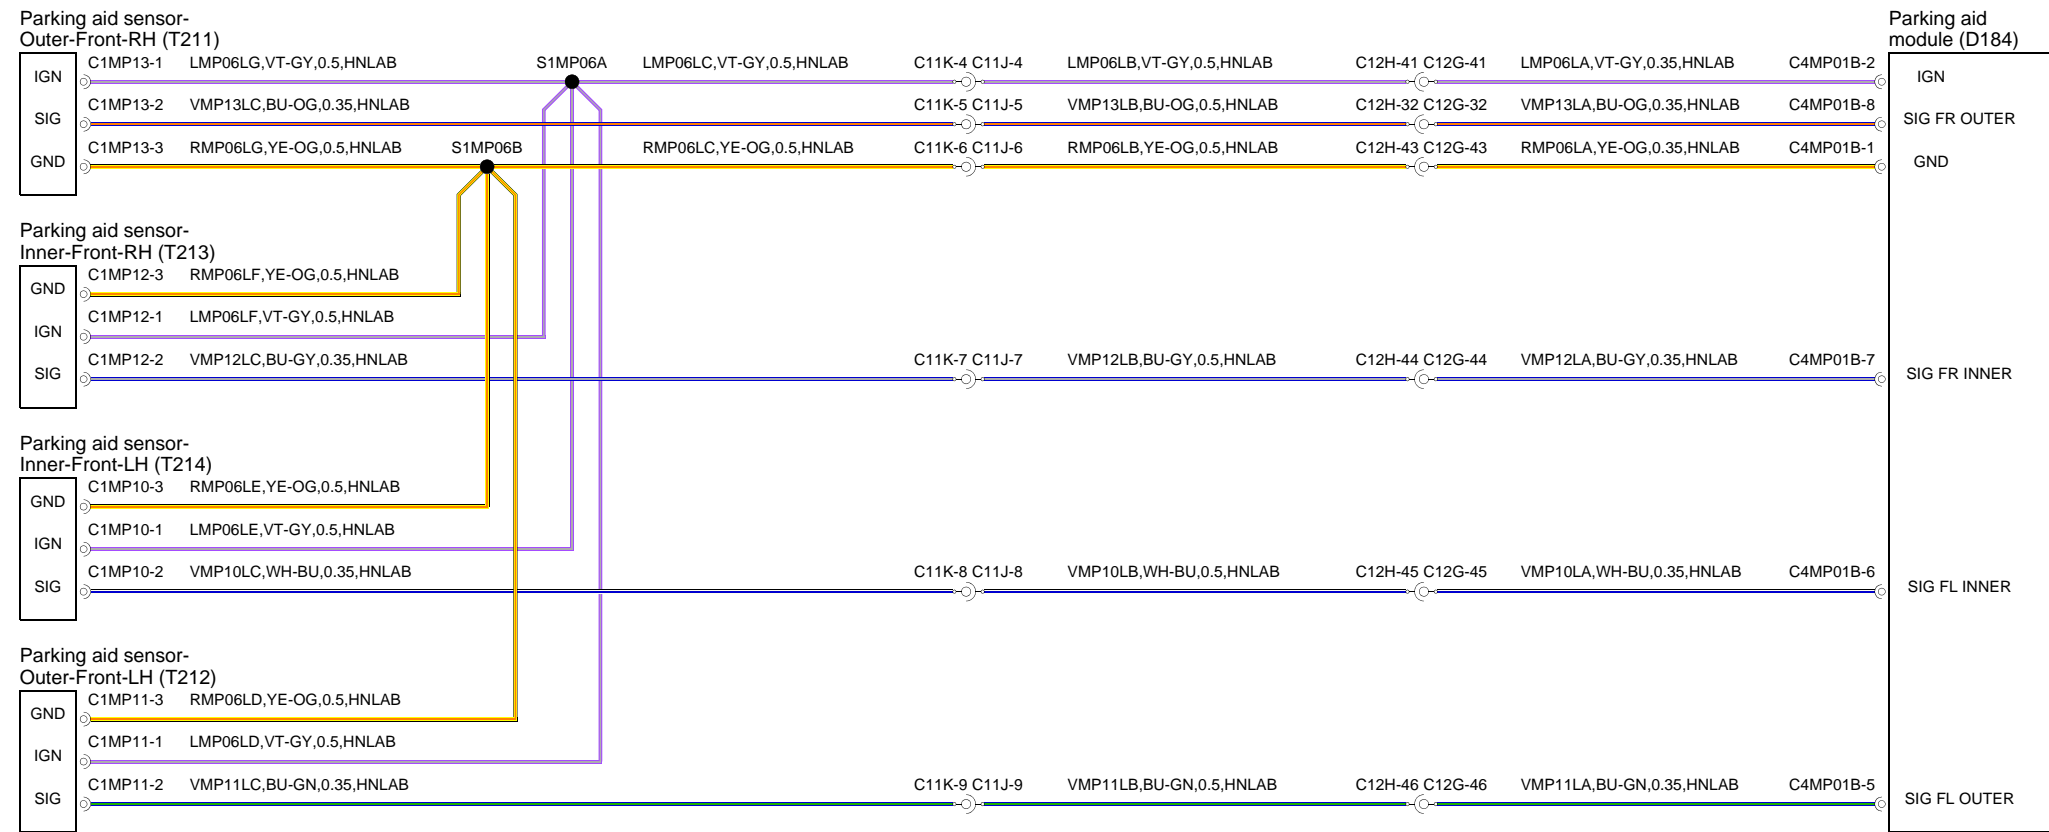 Parking aid sensor-
Outer-Front-RH (T211)
Parking aid
module (D184)
C1MP13-1 LMP06LG,VT-GY,0.5,HNLAB S1MP06A LMP06LC,VT-GY,0.5,HNLAB C11K-4 C11J-4 LMP06LB,VT-GY,0.5,HNLAB C12H-41 C12G-41 LMP06LA,VT-GY,0.35,HNLAB C4MP01B-2
IGN IGN
C1MP13-2 VMP13LC,BU-OG,0.35,HNLAB C11K-5 C11J-5 VMP13LB,BU-OG,0.5,HNLAB C12H-32 C12G-32 VMP13LA,BU-OG,0.35,HNLAB C4MP01B-8
SIG SIG FR OUTER
C1MP13-3 RMP06LG,YE-OG,0.5,HNLAB S1MP06B RMP06LC,YE-OG,0.5,HNLAB C11K-6 C11J-6 RMP06LB,YE-OG,0.5,HNLAB C12H-43 C12G-43 RMP06LA,YE-OG,0.35,HNLAB C4MP01B-1
GND GND
Parking aid sensor-
Inner-Front-RH (T213)
C1MP12-3 RMP06LF,YE-OG,0.5,HNLAB
GND
C1MP12-1 LMP06LF,VT-GY,0.5,HNLAB
IGN
C1MP12-2 VMP12LC,BU-GY,0.35,HNLAB C11K-7 C11J-7 VMP12LB,BU-GY,0.5,HNLAB C12H-44 C12G-44 VMP12LA,BU-GY,0.35,HNLAB C4MP01B-7
SIG SIG FR INNER
Parking aid sensor-
Inner-Front-LH (T214)
C1MP10-3 RMP06LE,YE-OG,0.5,HNLAB
GND
C1MP10-1 LMP06LE,VT-GY,0.5,HNLAB
IGN
C1MP10-2 VMP10LC,WH-BU,0.35,HNLAB C11K-8 C11J-8 VMP10LB,WH-BU,0.5,HNLAB C12H-45 C12G-45 VMP10LA,WH-BU,0.35,HNLAB C4MP01B-6
SIG SIG FL INNER
Parking aid sensor-
Outer-Front-LH (T212)
C1MP11-3 RMP06LD,YE-OG,0.5,HNLAB
GND
C1MP11-1 LMP06LD,VT-GY,0.5,HNLAB
IGN
C1MP11-2 VMP11LC,BU-GN,0.35,HNLAB C11K-9 C11J-9 VMP11LB,BU-GN,0.5,HNLAB C12H-46 C12G-46 VMP11LA,BU-GN,0.35,HNLAB C4MP01B-5
SIG SIG FL OUTER